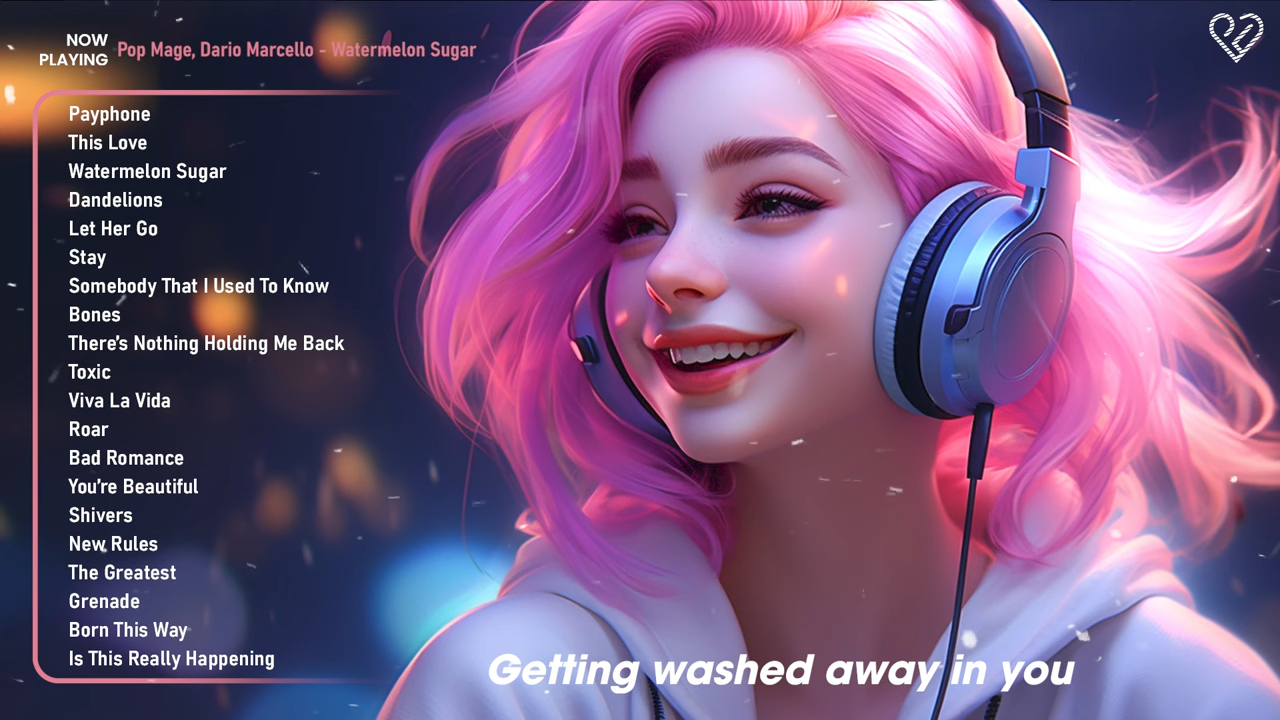 NOW
PLAYING
Pop Mage, Dario Marcello - Watermelon Sugar
Payphone
This Love
Watermelon Sugar
Dandelions
Let Her Go
Stay
Somebody That I Used To Know
Bones
There's Nothing Holding Me Back
Toxic
Viva La Vida
Roar
Bad Romance
You're Beautiful
Shivers
New Rules
The Greatest
Grenade
Born This Way
Is This Really Happening
Getting washed away in you